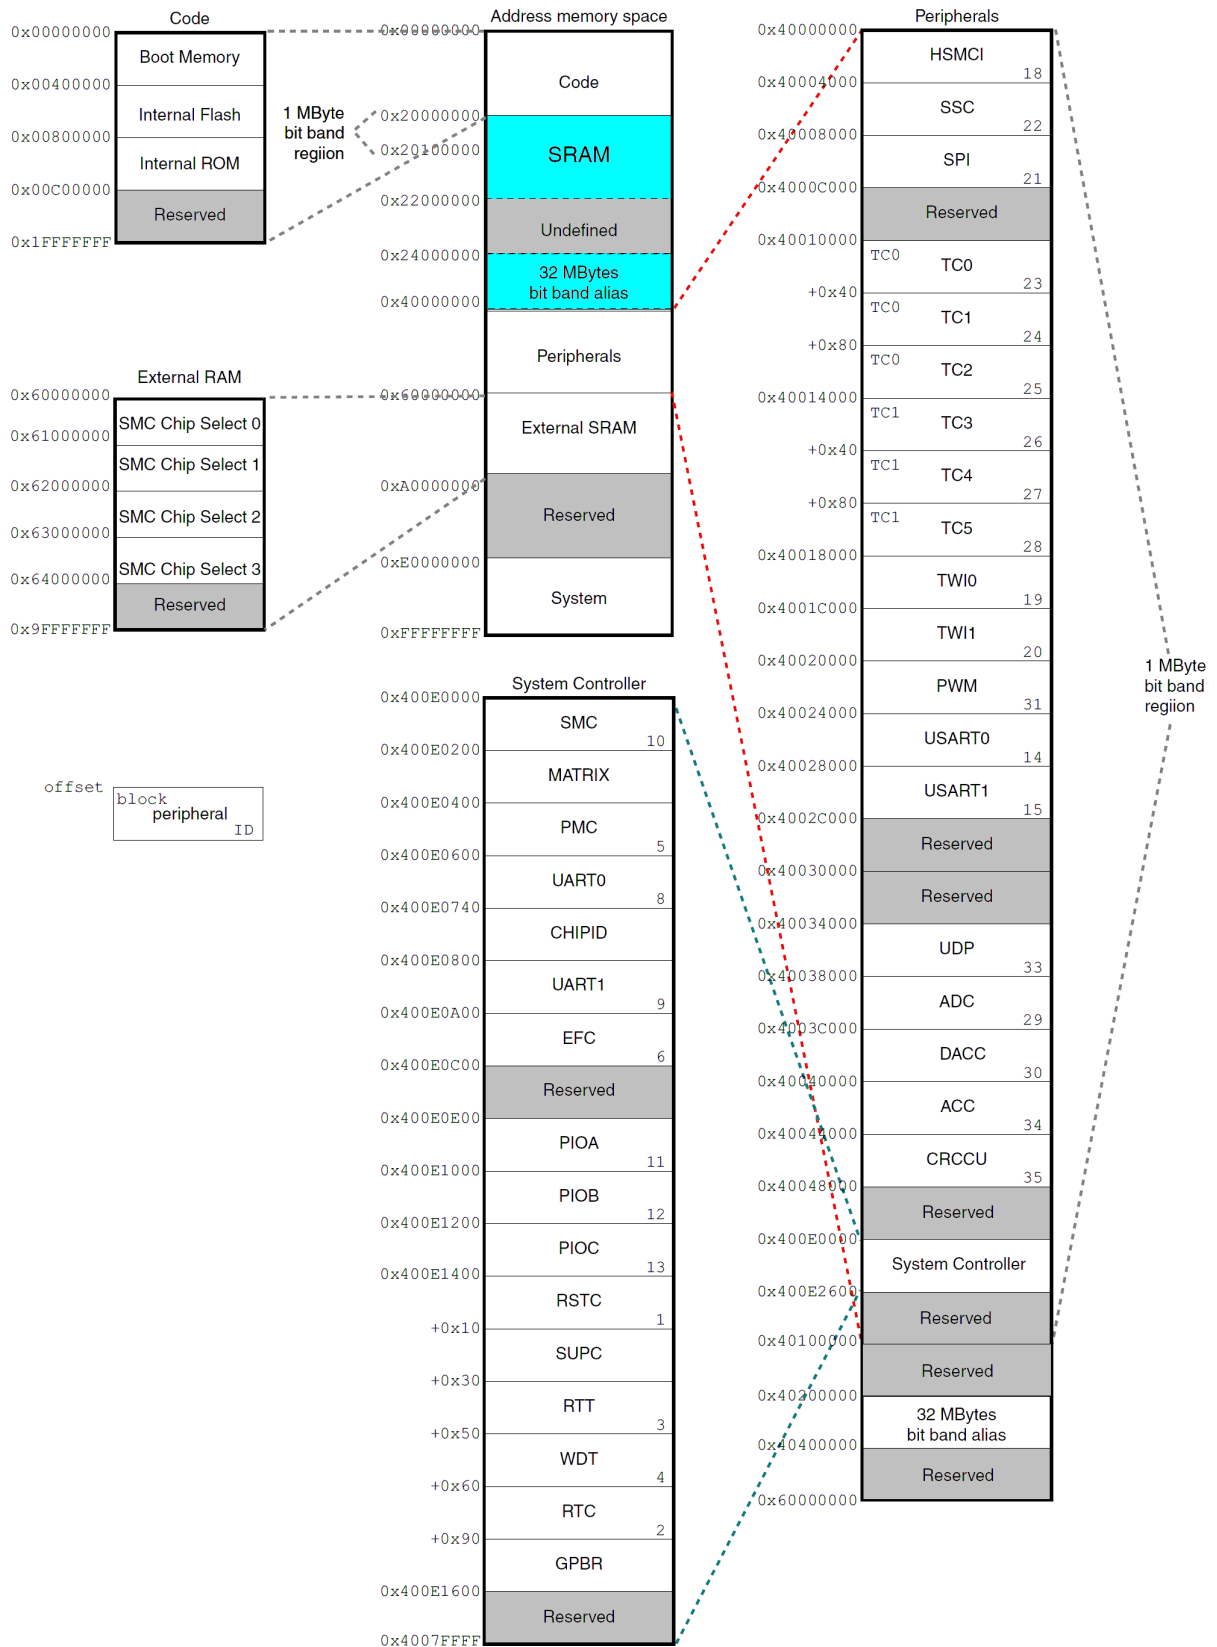 Code
0x00000000
Boot Memory
0x00400000
Internal Flash
0x00800000
Internal ROM
0x00C00000
Reserved
0x1FFFFFFF
1 MByte
bit band
regiion
External RAM
0x60000000
SMC Chip Select 0
0x61000000
SMC Chip Select 1
0x62000000
SMC Chip Select 2
0x63000000
SMC Chip Select 3
0x64000000
Reserved
0x9FFFFFFF
offset
block
peripheral
ID
Address memory space
0x00000000
Code
0x20000000
0x20100000
SRAM
0x22000000
Undefined
0x24000000
32 MBytes
bit band alias
0x40000000
Peripherals
0x60000000
External SRAM
0xA0000000
Reserved
0xE0000000
System
0xFFFFFFFF
System Controller
0x400E0000
SMC
10
0x400E0200
MATRIX
0x400E0400
PMC
5
0x400E0600
UART0
8
0x400E0740
CHIPID
0x400E0800
UART1
9
0x400E0A00
EFC
6
0x400E0C00
Reserved
0x400E0E00
PIOA
11
0x400E1000
PIOB
12
0x400E1200
PIOC
13
0x400E1400
RSTC
1
+0x10
SUPC
+0x30
RTT
3
+0x50
WDT
4
+0x60
RTC
2
+0x90
GPBR
0x400E1600
Reserved
0x4007FFFF
Peripherals
0x40000000
HSMCI
18
0x40004000
SSC
22
0x40008000
SPI
21
0x4000C000
Reserved
0x40010000
TC0
TC0
23
+0x40
TC0
TC1
24
+0x80
TC0
TC2
25
0x40014000
TC1
TC3
26
+0x40
TC1
TC4
27
+0x80
TC1
TC5
28
0x40018000
TWI0
19
0x4001C000
TWI1
20
0x40020000
PWM
31
0x40024000
USART0
14
0x40028000
USART1
15
0x4002C000
Reserved
0x40030000
Reserved
0x40034000
UDP
33
0x40038000
ADC
29
0x4003C000
DACC
30
0x40040000
ACC
34
0x40044000
CRCCU
35
0x40048000
Reserved
0x400E0000
System Controller
0x400E2600
Reserved
0x40100000
Reserved
0x40200000
32 MBytes
bit band alias
0x40400000
Reserved
0x60000000
1 MByte
bit band
regiion